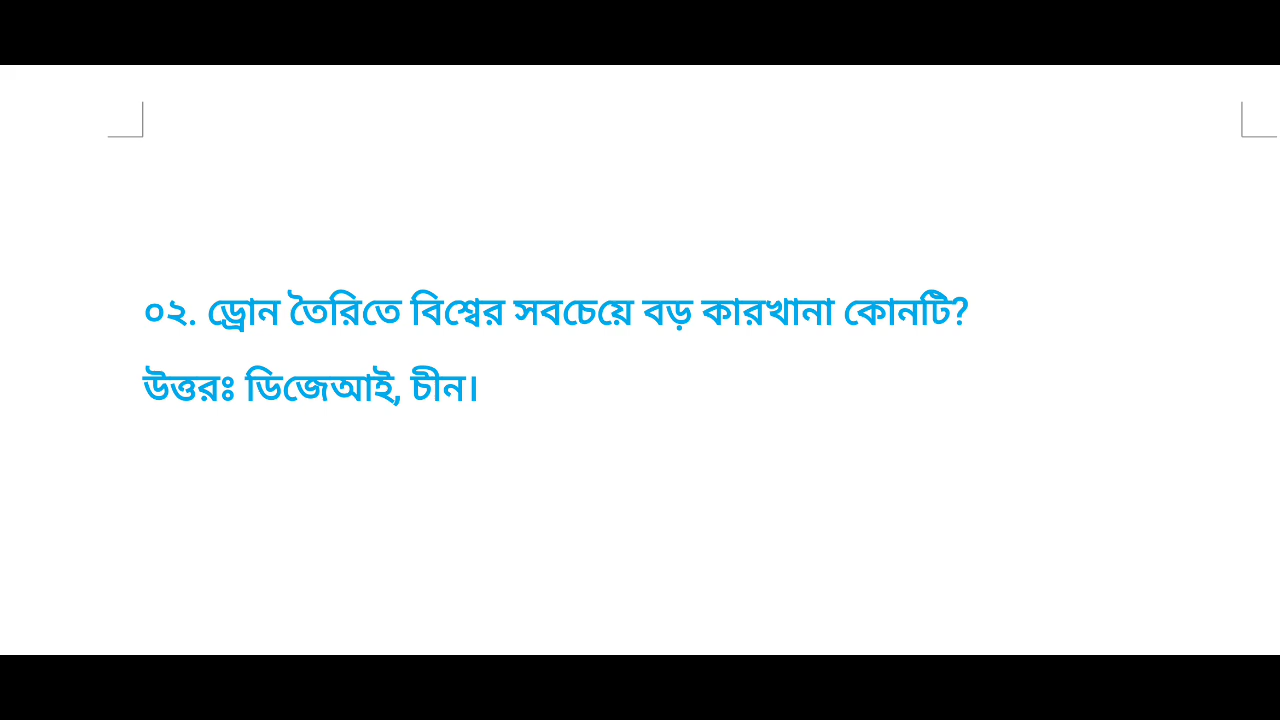 ০২. ড্রোন তৈরিতে বিশ্বের সবচেয়ে বড় কারখানা কোনটি?
উত্তরঃ ডিজেআই, চীন।